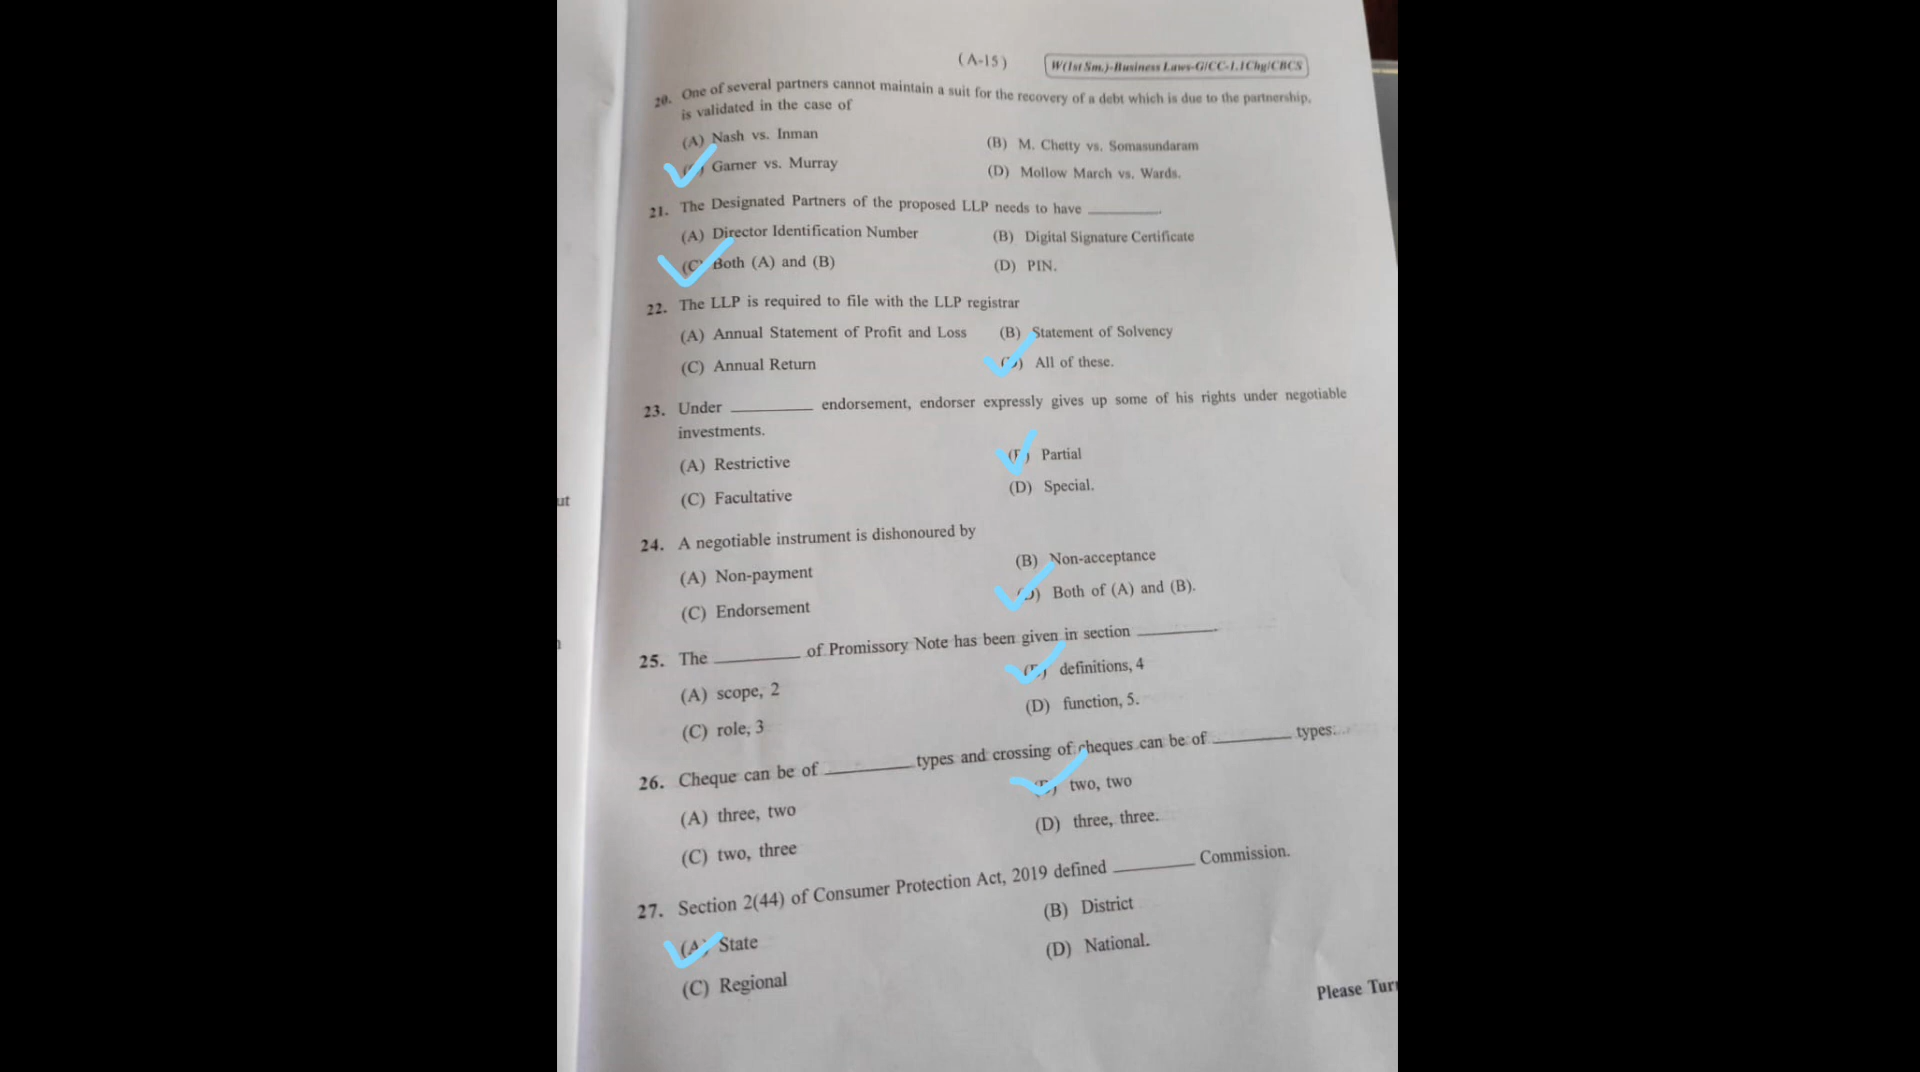 (A-15)
W(1st Sm.)-Business Laws-G/CC-1.1Chg/CBCS
20. One of several partners cannot maintain a suit for the recovery of a debt which is due to the partnership,
is validated in the case of
(A) Nash vs. Inman
(B) M. Chetty vs. Somasundaram
Garner vs. Murray
(D) Mollow March vs. Wards.
21. The Designated Partners of the proposed LLP needs to have
(A) Director Identification Number
(B) Digital Signature Certificate
(C) Both (A) and (B)
(D) PIN.
22. The LLP is required to file with the LLP registrar
(A) Annual Statement of Profit and Loss
(B) Statement of Solvency
(C) Annual Return
All of these.
23. Under ________ endorsement, endorser expressly gives up some of his rights under negotiable
investments.
(A) Restrictive
Partial
(C) Facultative
(D) Special.
ut
24. A negotiable instrument is dishonoured by
(A) Non-payment
(B) Non-acceptance
(C) Endorsement
(D) Both of (A) and (B).
25. The ________ of Promissory Note has been given in section ________.
(A) scope, 2
definitions, 4
(C) role, 3
(D) function, 5.
26. Cheque can be of ________ types and crossing of cheques can be of ________ types.
(A) three, two
two, two
(C) two, three
(D) three, three.
27. Section 2(44) of Consumer Protection Act, 2019 defined ________ Commission.
(A) State
(B) District
(C) Regional
(D) National.
Please Tur